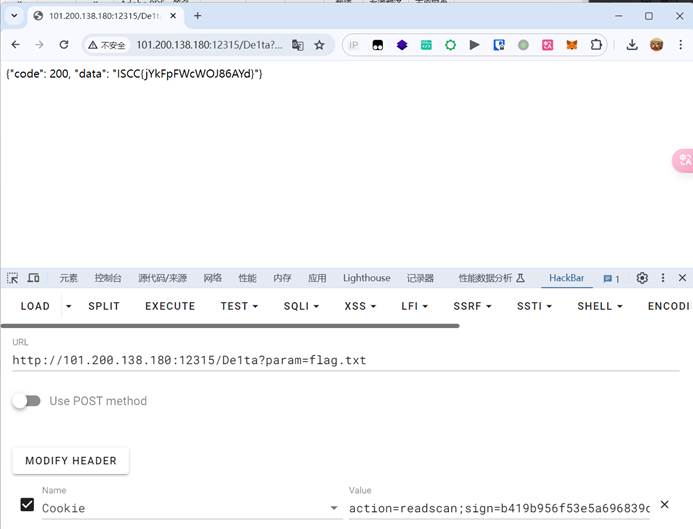 101.200.138.180:12315/De1ta
不安全
101.200.138.180:12315/De1ta?...
{"code": 200, "data": "ISCC{jYkFpFWcWOJ86AYd}"}
元素 控制台 源代码/来源 网络 性能 内存 应用 Lighthouse 记录器 性能数据分析 HackBar 1
LOAD SPLIT EXECUTE TEST SQLI XSS LFI SSRF SSTI SHELL ENCODI
URL
http://101.200.138.180:12315/De1ta?param=flag.txt
Use POST method
MODIFY HEADER
Name Value
Cookie action=readscan;sign=b419b956f53e5a696839c